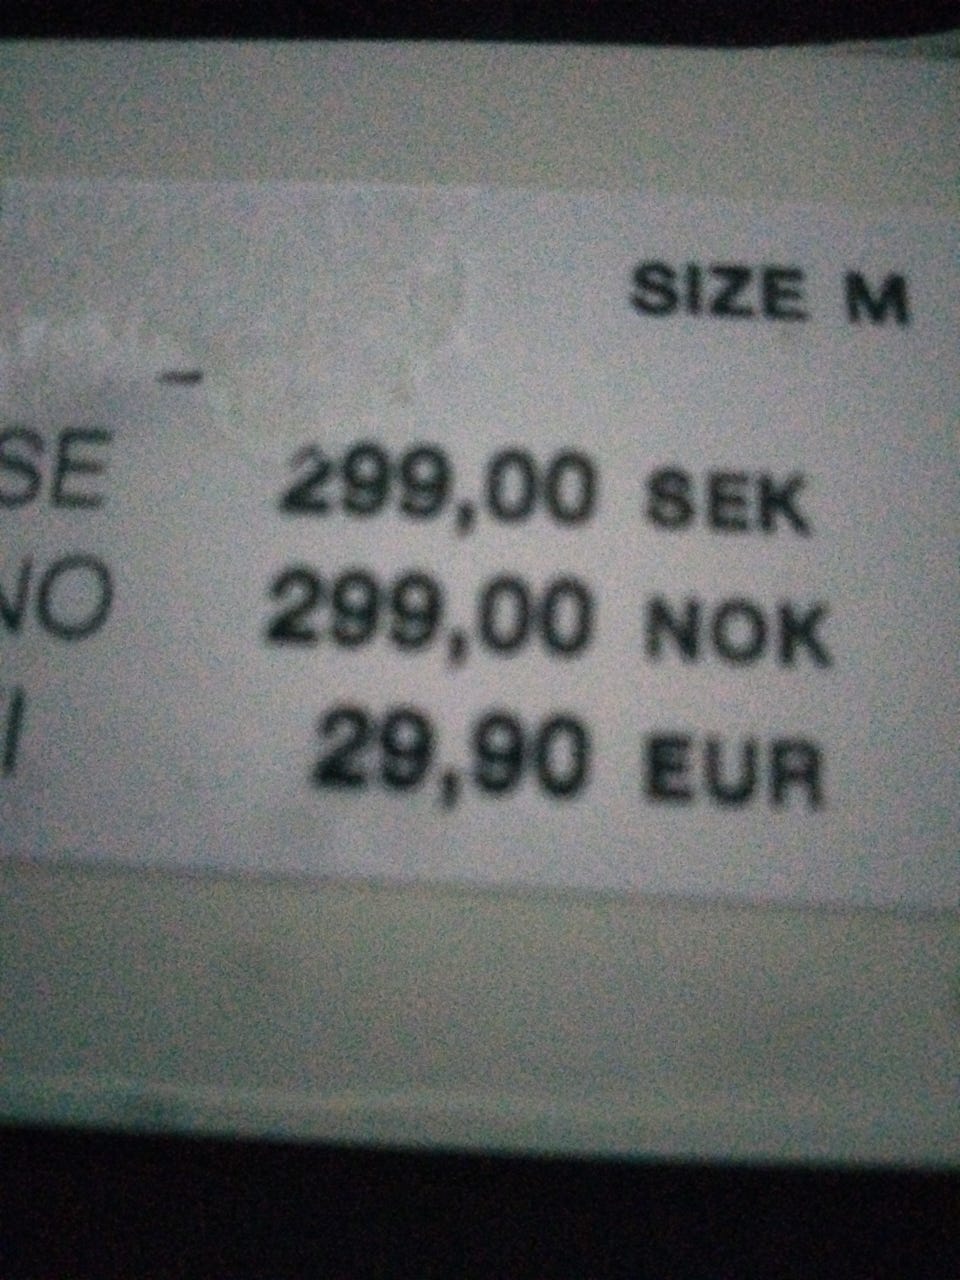 SIZE M
-
SE 299,00 SEK
NO 299,00 NOK
I 29,90 EUR